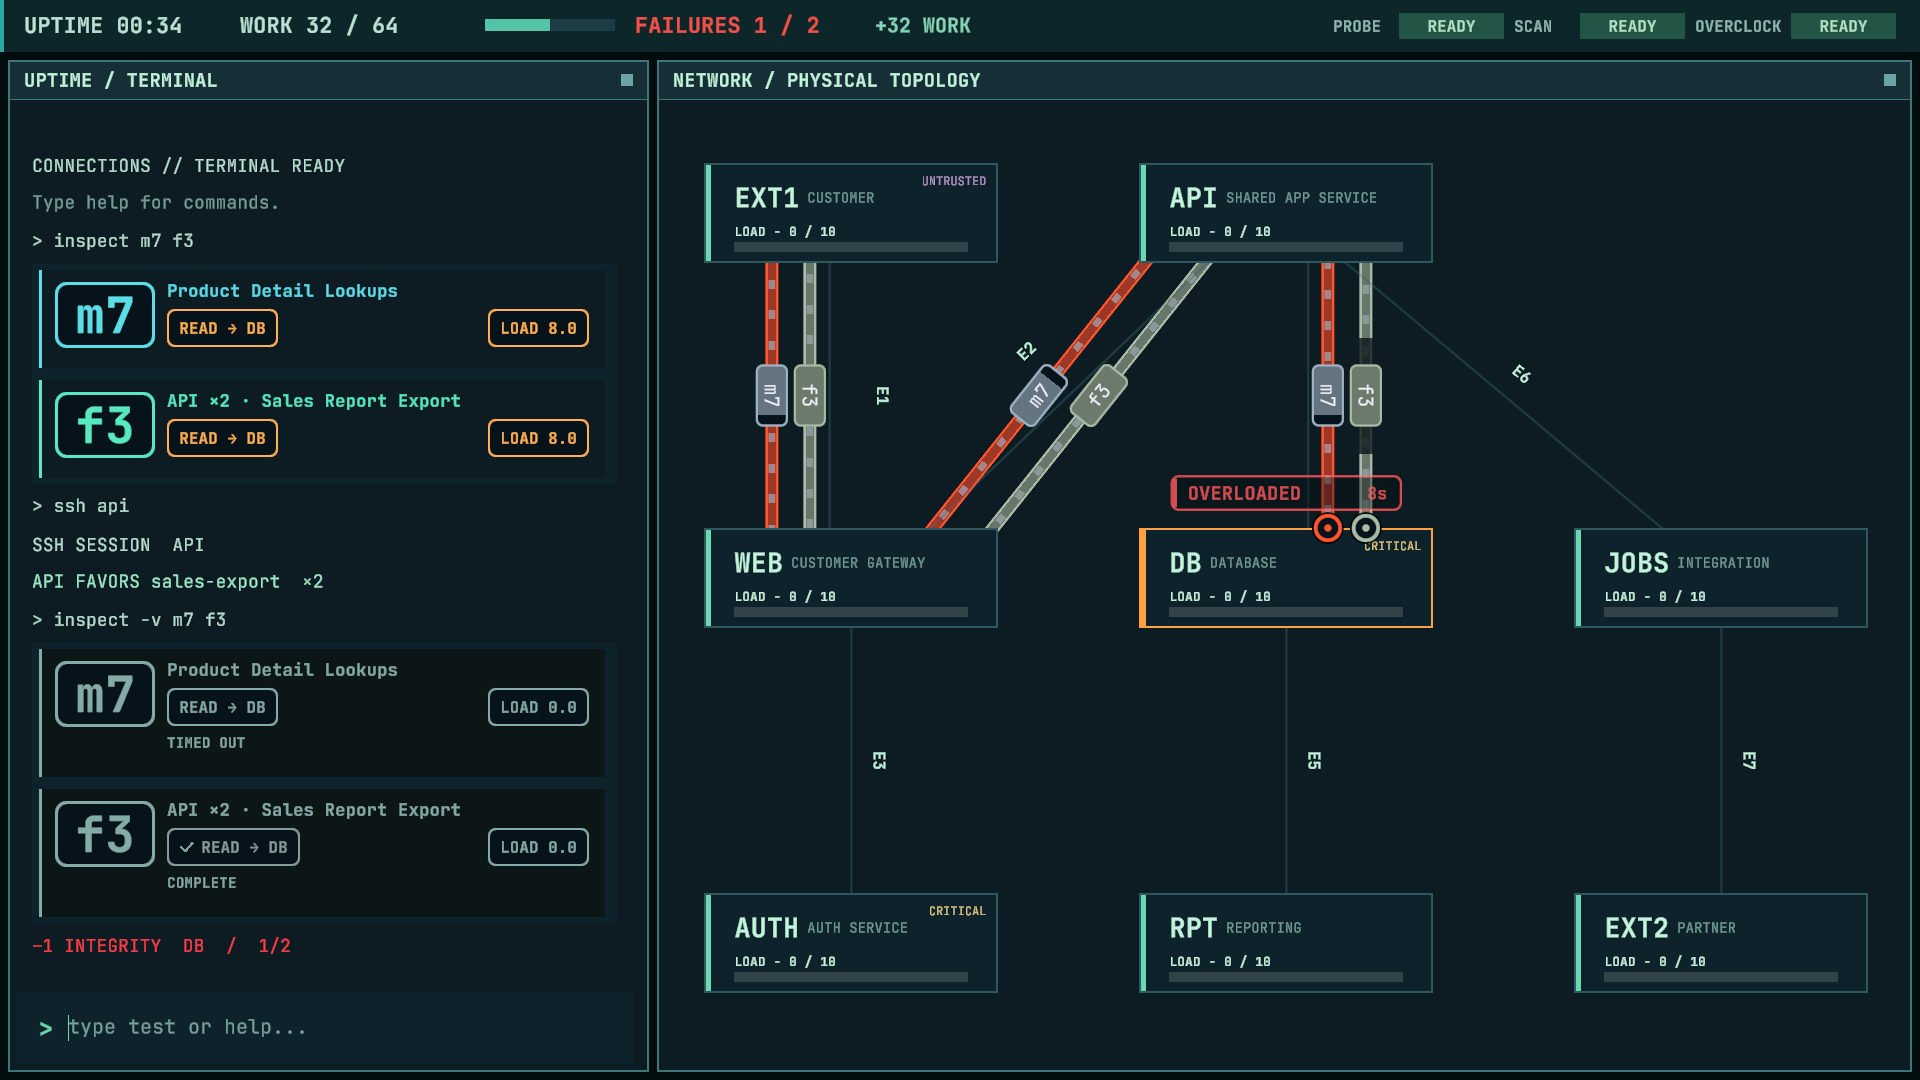 UPTIME 00:34
WORK 32 / 64
FAILURES 1 / 2
+32 WORK
PROBE READY
SCAN READY
OVERCLOCK READY
UPTIME / TERMINAL
CONNECTIONS // TERMINAL READY
Type help for commands.
> inspect m7 f3
m7
Product Detail Lookups
READ → DB
LOAD 8.0
f3
API ×2 · Sales Report Export
READ → DB
LOAD 8.0
> ssh api
SSH SESSION API
API FAVORS sales-export ×2
> inspect -v m7 f3
m7
Product Detail Lookups
READ → DB
LOAD 0.0
TIMED OUT
f3
API ×2 · Sales Report Export
✓ READ → DB
LOAD 0.0
COMPLETE
−1 INTEGRITY DB / 1/2
> type test or help...
NETWORK / PHYSICAL TOPOLOGY
UNTRUSTED
EXT1 CUSTOMER
LOAD - 0 / 10
API SHARED APP SERVICE
LOAD - 0 / 10
E2
E6
m7
f3
E1
m7
f3
m7
f3
OVERLOADED 8s
WEB CUSTOMER GATEWAY
LOAD - 0 / 10
CRITICAL
DB DATABASE
LOAD - 0 / 10
JOBS INTEGRATION
LOAD - 0 / 10
E3
E5
E7
CRITICAL
AUTH AUTH SERVICE
LOAD - 0 / 10
RPT REPORTING
LOAD - 0 / 10
EXT2 PARTNER
LOAD - 0 / 10